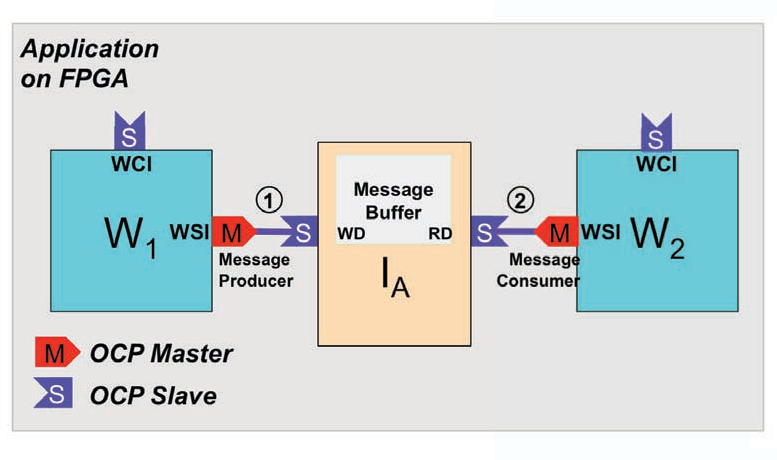 Application
on FPGA
S
WCI
S
WCI
W1
WSI
M
1
S
Message
Producer
Message
Buffer
WD
RD
IA
S
2
M
WSI
W2
Message
Consumer
M
OCP Master
S
OCP Slave